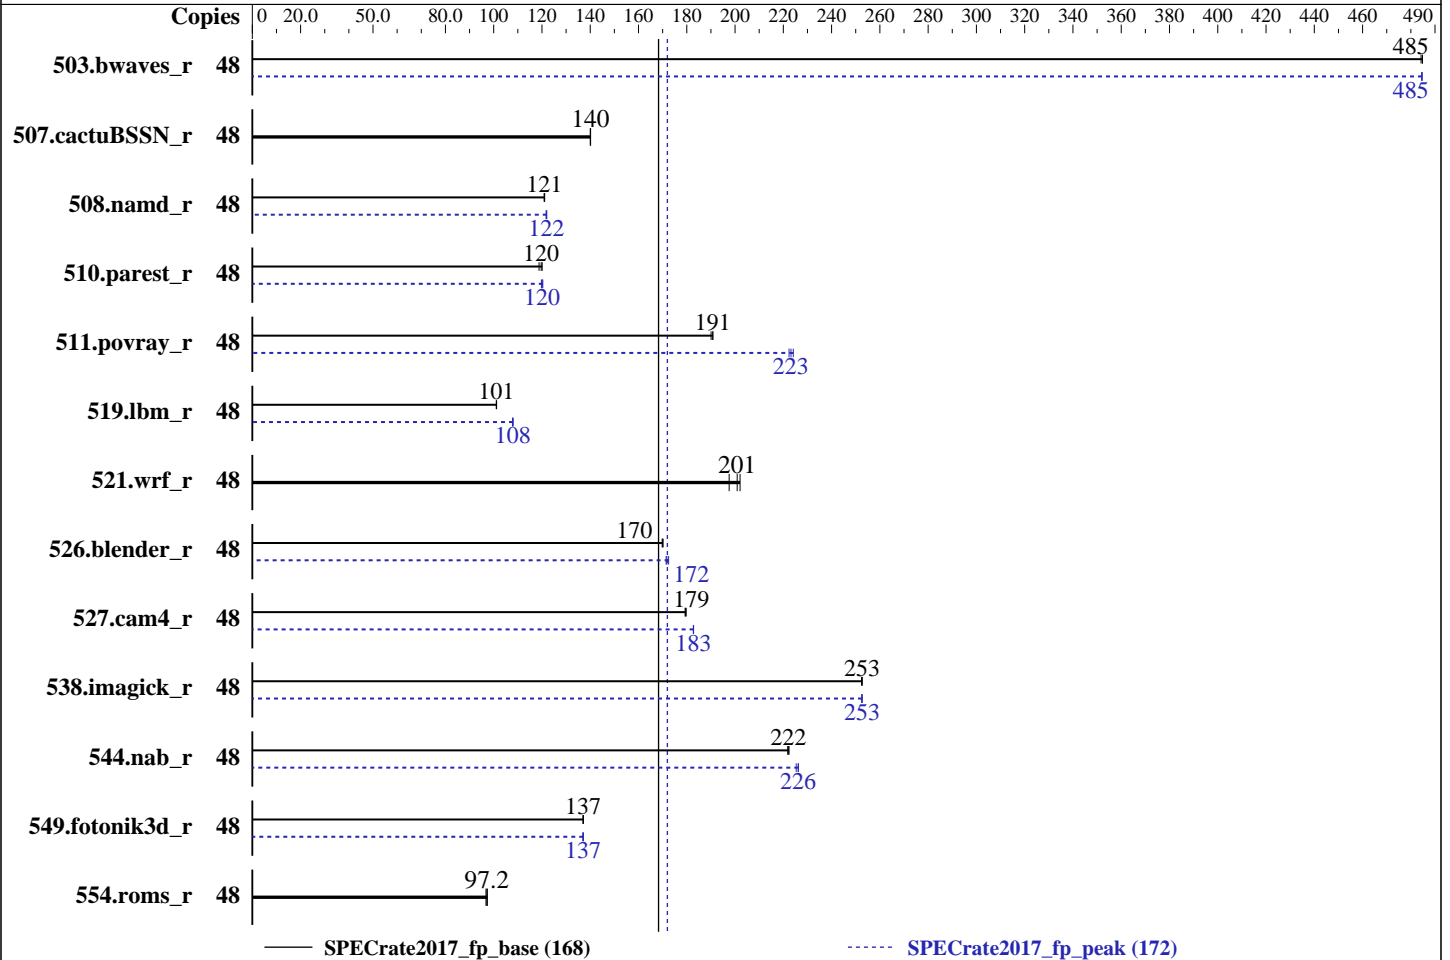 Copies 0 20.0 50.0 80.0 100 120 140 160 180 200 220 240 260 280 300 320 340 360 380 400 420 440 460 490
503.bwaves_r 48 485
485
507.cactuBSSN_r 48 140
508.namd_r 48 121
122
510.parest_r 48 120
120
511.povray_r 48 191
223
519.lbm_r 48 101
108
521.wrf_r 48 201
526.blender_r 48 170
172
527.cam4_r 48 179
183
538.imagick_r 48 253
253
544.nab_r 48 222
226
549.fotonik3d_r 48 137
137
554.roms_r 48 97.2
SPECrate2017_fp_base (168) SPECrate2017_fp_peak (172)